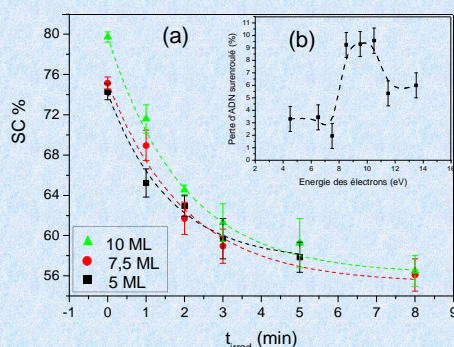 (a)
(b)
SC %
80
76
72
68
64
60
56
-1 0 1 2 3 4 5 6 7 8 9
t_irrad (min)
10 ML
7,5 ML
5 ML
Perte d'ADN surenroulé (%)
11
10
9
8
7
6
5
4
3
2
1
0
2 4 6 8 10 12 14 16
Energie des électrons (eV)